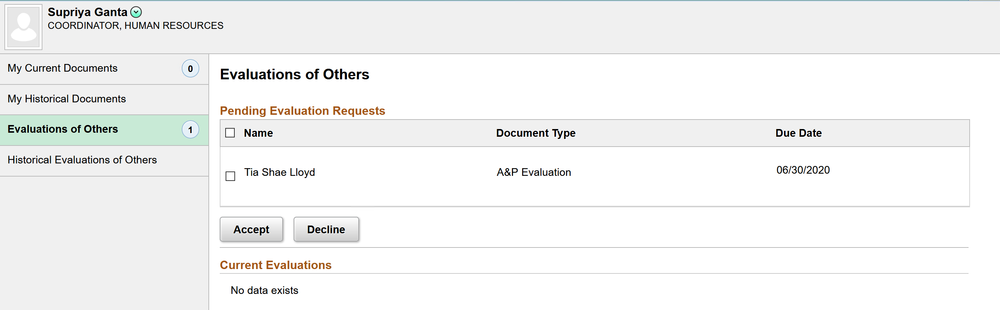 Supriya Ganta
COORDINATOR, HUMAN RESOURCES
My Current Documents 0
My Historical Documents
Evaluations of Others 1
Historical Evaluations of Others
Evaluations of Others
Pending Evaluation Requests
Name Document Type Due Date
Tia Shae Lloyd A&P Evaluation 06/30/2020
Accept Decline
Current Evaluations
No data exists